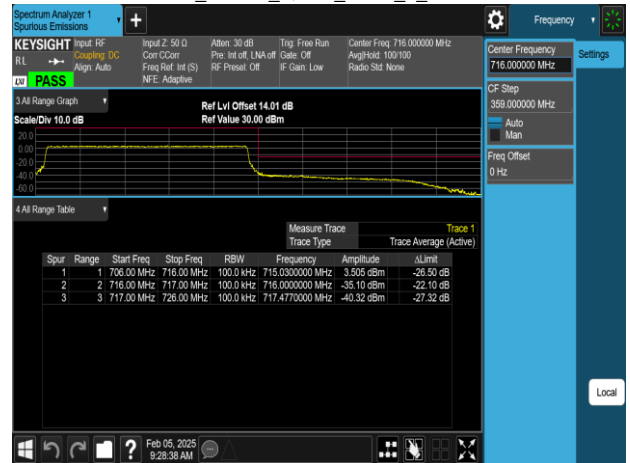 Spectrum Analyzer 1
Spurious Emissions
Frequency
KEYSIGHT
RL
LXI
PASS
Input: RF
Coupling: DC
Align: Auto
Input Z: 50 Ω
Corr CCorr
Freq Ref: Int (S)
NFE: Adaptive
Atten: 30 dB
Pre: Int off, LNA off
RF Presel: Off
Trig: Free Run
Gate: Off
IF Gain: Low
Center Freq: 716.000000 MHz
Avg|Hold: 100/100
Radio Std: None
Center Frequency
716.000000 MHz
Settings
CF Step
359.000000 MHz
Auto
Man
Freq Offset
0 Hz
3 All Range Graph
Scale/Div 10.0 dB
Ref Lvl Offset 14.01 dB
Ref Value 30.00 dBm
20.0
0.00
-20.0
-40.0
-60.0
4 All Range Table
Measure Trace Trace 1
Trace Type Trace Average (Active)
Spur Range Start Freq Stop Freq RBW Frequency Amplitude ΔLimit
1 1 706.00 MHz 716.00 MHz 100.0 kHz 715.0300000 MHz 3.505 dBm -26.50 dB
2 2 716.00 MHz 717.00 MHz 100.0 kHz 716.0000000 MHz -35.10 dBm -22.10 dB
3 3 717.00 MHz 726.00 MHz 100.0 kHz 717.4770000 MHz -40.32 dBm -27.32 dB
Local
?
Feb 05, 2025
9:28:38 AM